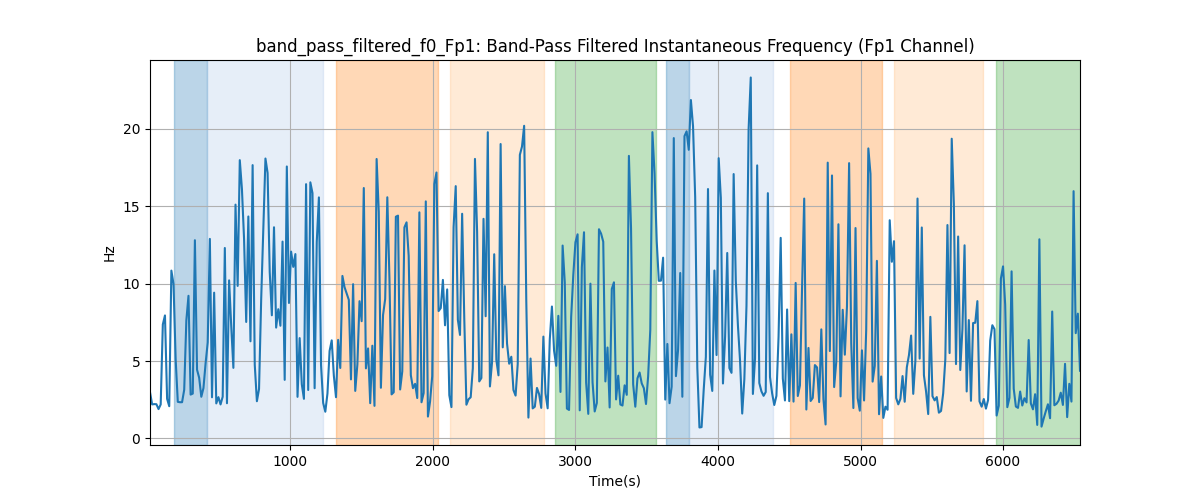 band_pass_filtered_f0_Fp1: Band-Pass Filtered Instantaneous Frequency (Fp1 Channel)
Hz
20
15
10
5
0
1000 2000 3000 4000 5000 6000
Time(s)